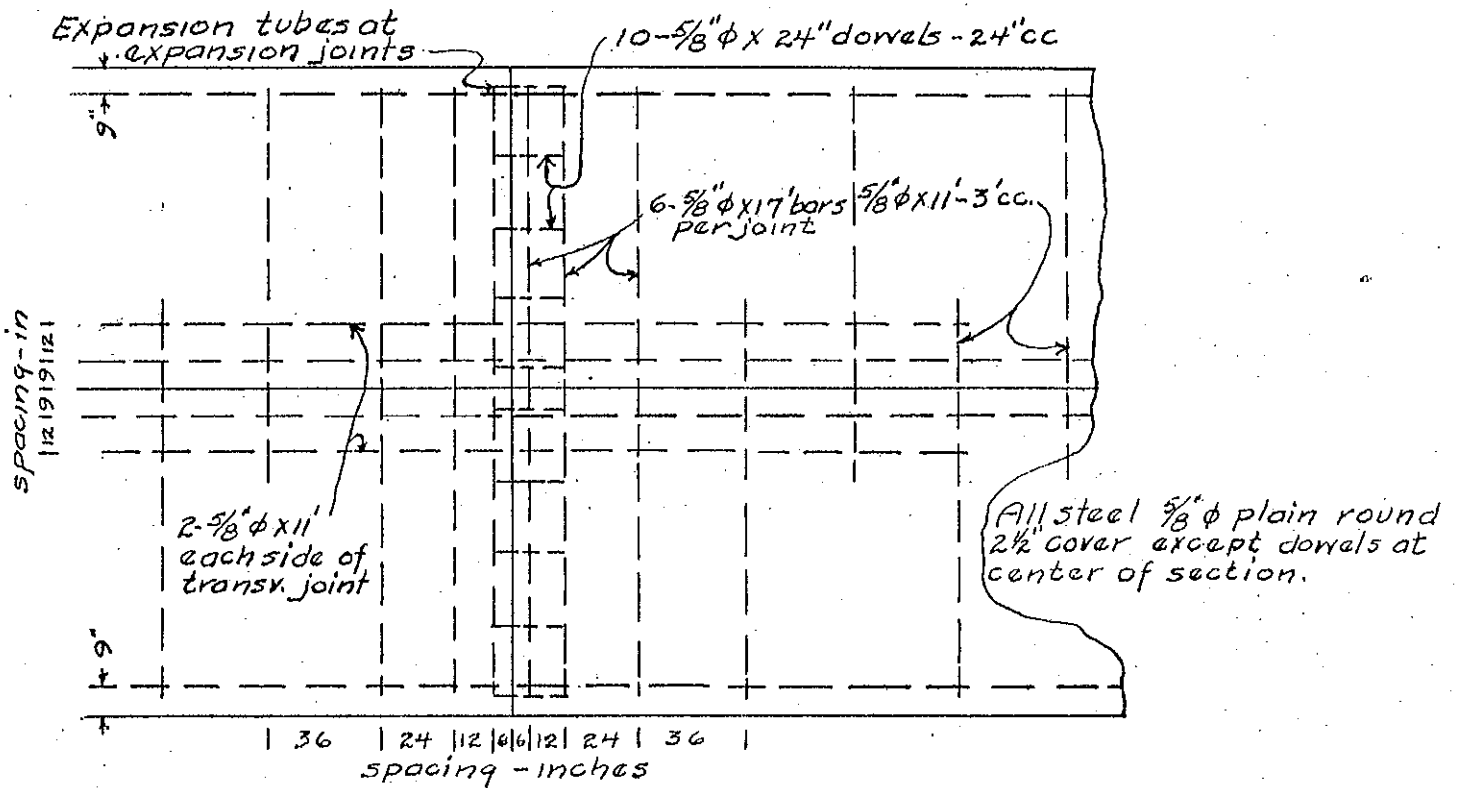 Expansion tubes at
expansion joints
10-5/8"φ x 24" dowels - 24"cc
9"
6-5/8"φ x 17' bars
per joint
5/8"φ x 11'-3'cc.
spacing-in
|12|9|9|12|
2-5/8"φ x 11'
each side of
transv. joint
All steel 5/8"φ plain round
2½" cover except dowels at
center of section.
9"
| 36 | 24 |12|6|6|12| 24 | 36 |
spacing - inches